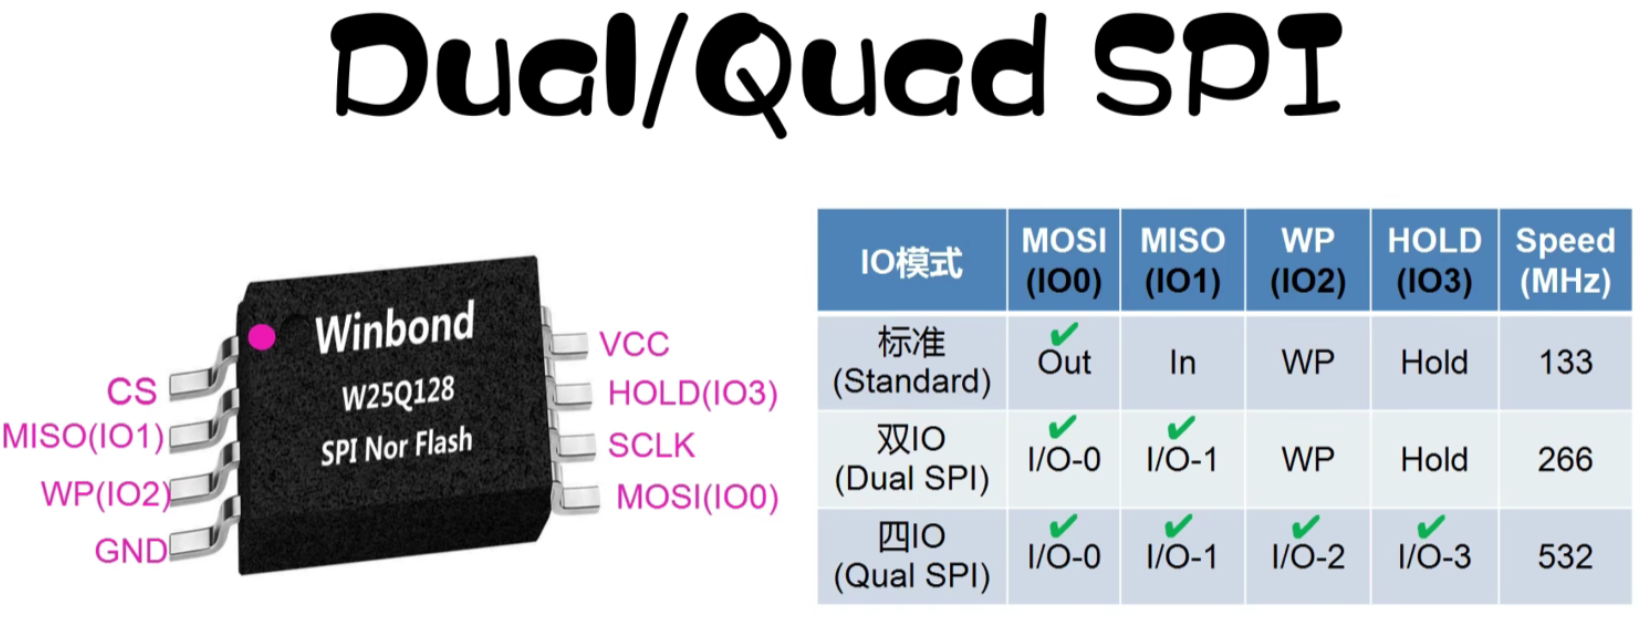 Dual/Quad SPI
Winbond
W25Q128
SPI Nor Flash
CS
MISO(IO1)
WP(IO2)
GND
VCC
HOLD(IO3)
SCLK
MOSI(IO0)
IO模式 MOSI (IO0) MISO (IO1) WP (IO2) HOLD (IO3) Speed (MHz)
标准 (Standard) Out In WP Hold 133
双IO (Dual SPI) I/O-0 I/O-1 WP Hold 266
四IO (Qual SPI) I/O-0 I/O-1 I/O-2 I/O-3 532